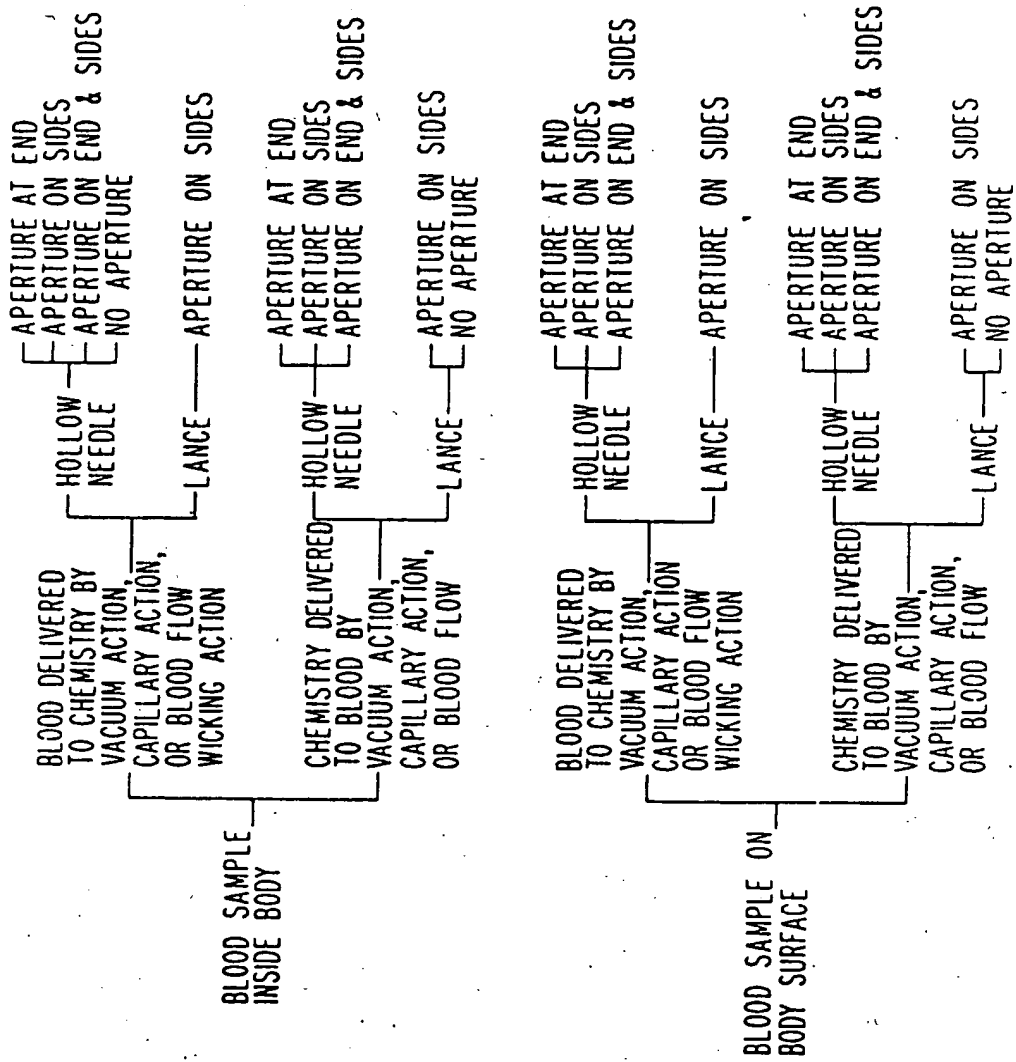 BLOOD SAMPLE
INSIDE BODY
BLOOD DELIVERED
TO CHEMISTRY BY
VACUUM ACTION,
CAPILLARY ACTION,
OR BLOOD FLOW
WICKING ACTION
HOLLOW
NEEDLE
APERTURE AT END
APERTURE ON SIDES
APERTURE ON END & SIDES
NO APERTURE
LANCE
APERTURE ON SIDES
CHEMISTRY DELIVERED
TO BLOOD BY
VACUUM ACTION,
CAPILLARY ACTION,
OR BLOOD FLOW
HOLLOW
NEEDLE
APERTURE AT END
APERTURE ON SIDES
APERTURE ON END & SIDES
LANCE
APERTURE ON SIDES
NO APERTURE
BLOOD SAMPLE ON
BODY SURFACE
BLOOD DELIVERED
TO CHEMISTRY BY
VACUUM ACTION,
CAPILLARY ACTION
OR BLOOD FLOW
WICKING ACTION
HOLLOW
NEEDLE
APERTURE AT END
APERTURE ON SIDES
APERTURE ON END & SIDES
LANCE
APERTURE ON SIDES
CHEMISTRY DELIVERED
TO BLOOD BY
VACUUM ACTION,
CAPILLARY ACTION,
OR BLOOD FLOW
HOLLOW
NEEDLE
APERTURE AT END
APERTURE ON SIDES
APERTURE ON END & SIDES
LANCE
APERTURE ON SIDES
NO APERTURE